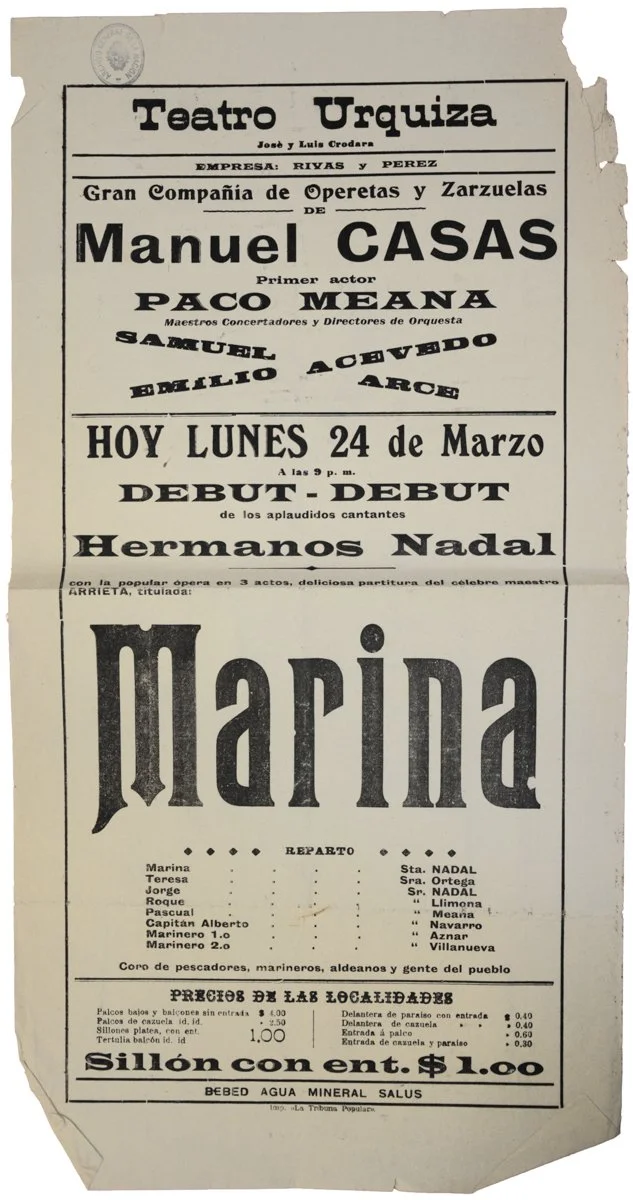 ARCHIVO GENERAL DE LA NACION
Teatro Urquiza
José y Luis Crodara
EMPRESA: RIVAS y PEREZ
Gran Compañia de Operetas y Zarzuelas
DE
Manuel CASAS
Primer actor
PACO MEANA
Maestros Concertadores y Directores de Orquesta
SAMUEL ACEVEDO
EMILIO ARCE
HOY LUNES 24 de Marzo
A las 9 p. m.
DEBUT - DEBUT
de los aplaudidos cantantes
Hermanos Nadal
con la popular ópera en 3 actos, deliciosa partitura del célebre maestro
ARRIETA, titulada:
Marina
REPARTO
Marina . . . . Sta. NADAL
Teresa . . . . Sra. Ortega
Jorge . . . . Sr. NADAL
Roque . . . . “ Llimona
Pascual . . . . “ Meana
Capitán Alberto . . . “ Navarro
Marinero 1.o . . . “ Aznar
Marinero 2.o . . . “ Villanueva
Coro de pescadores, marineros, aldeanos y gente del pueblo
PRECIOS DE LAS LOCALIDADES
Palcos bajos y balcones sin entrada $ 4,00
Palcos de cazuela id. id. » 2,50
Sillones platea, con ent. 1,00
Tertulia balcón id. id
Delantera de paraiso con entrada $ 0,40
Delantera de cazuela » » » 0,40
Entrada á palco » 0,60
Entrada de cazuela y paraiso » 0,30
Sillón con ent. $ 1.00
BEBED AGUA MINERAL SALUS
Imp. «La Tribuna Popular»